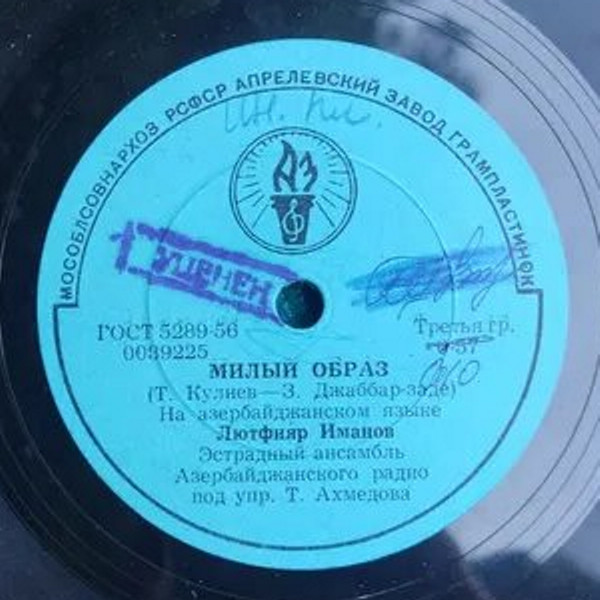 МОСОБЛСОВНАРХОЗ РСФСР АПРЕЛЕВСКИЙ ЗАВОД ГРАМПЛАСТИНОК
АЗ
УЦЕНЕН
ГОСТ 5289-56
Третья гр.
0039225
МИЛЫЙ ОБРАЗ
(Т. Кулиев—З. Джаббар-заде)
На азербайджанском языке
Лютфияр Иманов
Эстрадный ансамбль
Азербайджанского радио
под упр. Т. Ахмедова